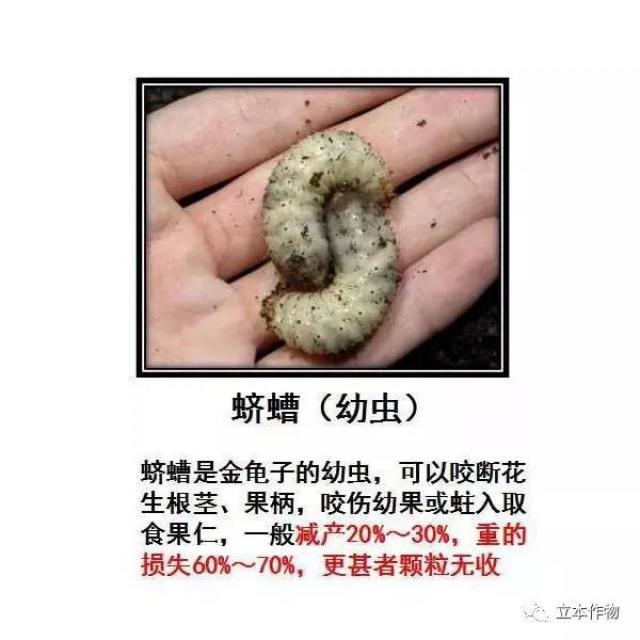 蛴螬（幼虫）
蛴螬是金龟子的幼虫，可以咬断花
生根茎、果柄，咬伤幼果或蛀入取
食果仁，一般减产20%～30%，重的
损失60%～70%，更甚者颗粒无收
立本作物